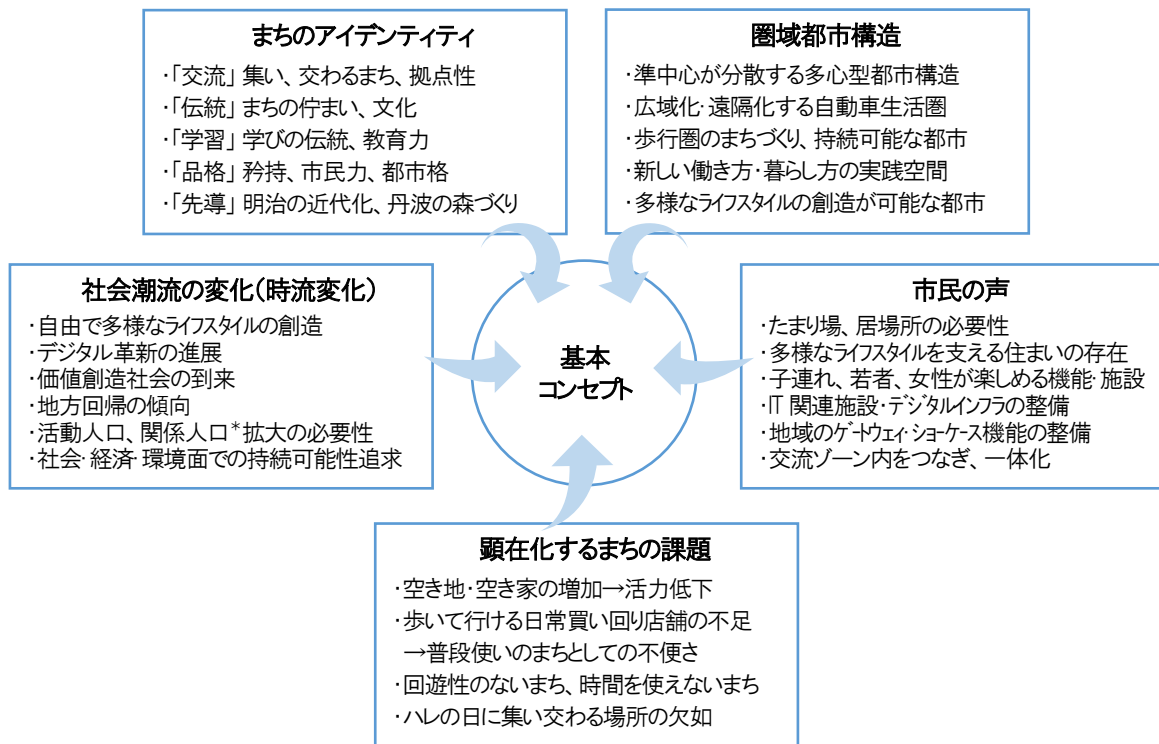 まちのアイデンティティ
・「交流」 集い、交わるまち、拠点性
・「伝統」 まちの佇まい、文化
・「学習」 学びの伝統、教育力
・「品格」 矜持、市民力、都市格
・「先導」 明治の近代化、丹波の森づくり
圏域都市構造
・準中心が分散する多心型都市構造
・広域化・遠隔化する自動車生活圏
・歩行圏のまちづくり、持続可能な都市
・新しい働き方・暮らし方の実践空間
・多様なライフスタイルの創造が可能な都市
社会潮流の変化(時流変化)
・自由で多様なライフスタイルの創造
・デジタル革新の進展
・価値創造社会の到来
・地方回帰の傾向
・活動人口、関係人口*拡大の必要性
・社会・経済・環境面での持続可能性追求
基本
コンセプト
市民の声
・たまり場、居場所の必要性
・多様なライフスタイルを支える住まいの存在
・子連れ、若者、女性が楽しめる機能・施設
・IT 関連施設・デジタルインフラの整備
・地域のゲートウェイ・ショーケース機能の整備
・交流ゾーン内をつなぎ、一体化
顕在化するまちの課題
・空き地・空き家の増加→活力低下
・歩いて行ける日常買い回り店舗の不足
→普段使いのまちとしての不便さ
・回遊性のないまち、時間を使えないまち
・ハレの日に集い交わる場所の欠如